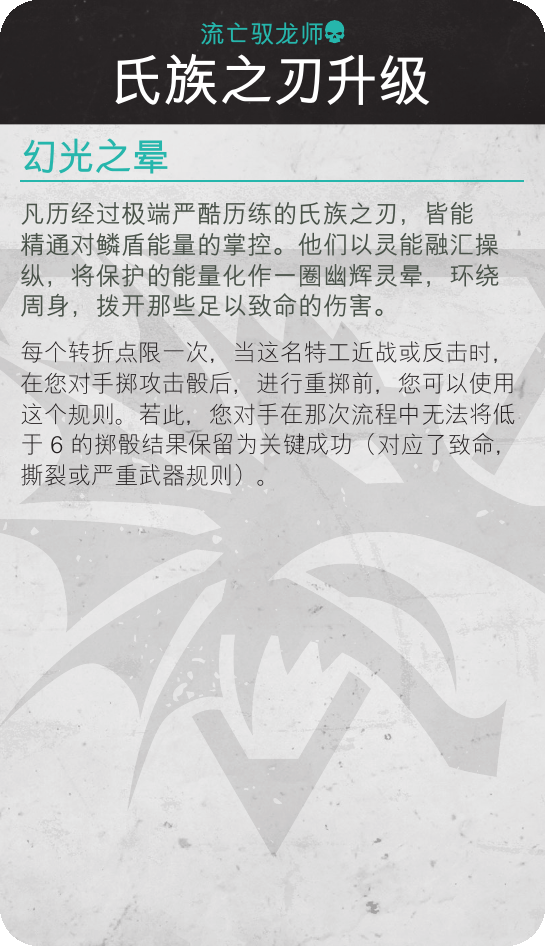 流亡驭龙师
氏族之刃升级
幻光之晕
凡历经过极端严酷历练的氏族之刃，皆能
精通对鳞盾能量的掌控。他们以灵能融汇操
纵，将保护的能量化作一圈幽辉灵晕，环绕
周身，拨开那些足以致命的伤害。
每个转折点限一次，当这名特工近战或反击时，
在您对手掷攻击骰后，进行重掷前，您可以使用
这个规则。若此，您对手在那次流程中无法将低
于 6 的掷骰结果保留为关键成功（对应了致命，
撕裂或严重武器规则）。